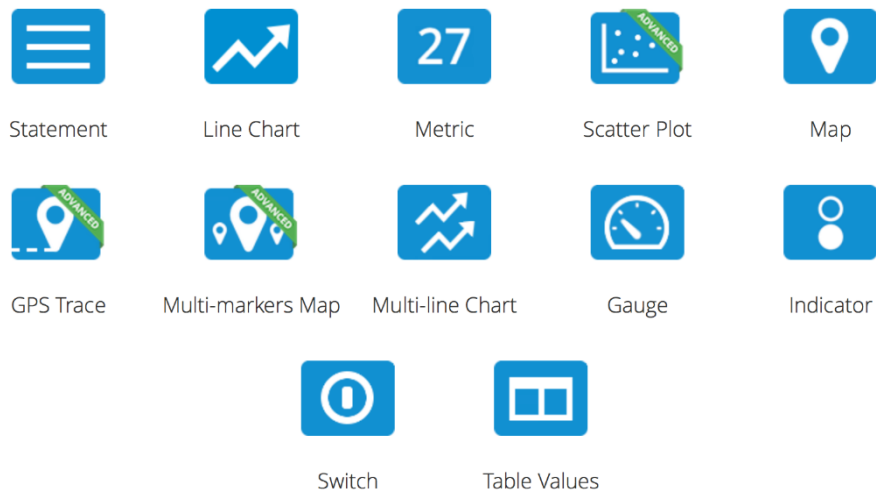 27
ADVANCED
Statement
Line Chart
Metric
Scatter Plot
Map
ADVANCED
ADVANCED
GPS Trace
Multi-markers Map
Multi-line Chart
Gauge
Indicator
Switch
Table Values